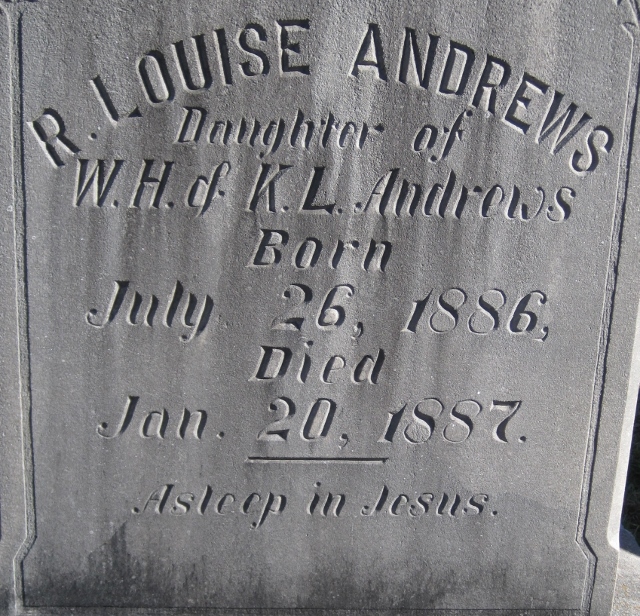 R. LOUISE ANDREWS
Daughter of
W.H. & K.L. Andrews
Born
July 26, 1886,
Died
Jan. 20, 1887.
Asleep in Jesus.